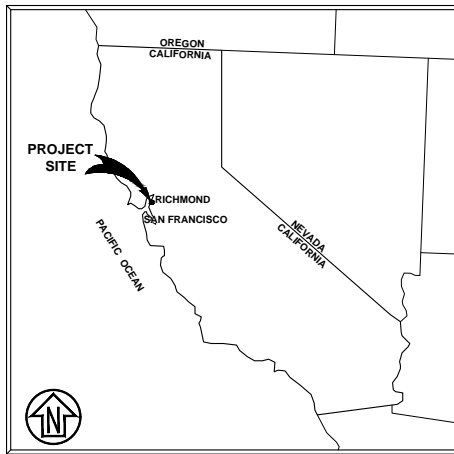 OREGON
CALIFORNIA
PROJECT
SITE
RICHMOND
SAN FRANCISCO
PACIFIC OCEAN
NEVADA
CALIFORNIA
N